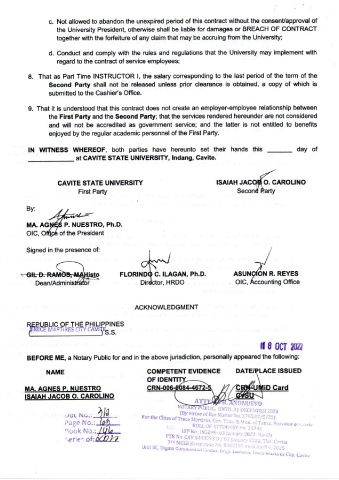 c. Not allowed to abandon the unexpired period of this contract without the consent/approval of
the University President, otherwise shall be liable for damages or BREACH OF CONTRACT
together with the forfeiture of any claim that may be accruing from the University;
d. Conduct and comply with the rules and regulations that the University may implement with
regard to the contract of service employees;
8. That as Part Time INSTRUCTOR I, the salary corresponding to the last period of the term of the
Second Party shall not be released unless prior clearance is obtained, a copy of which is
submitted to the Cashier's Office.
9. That it is understood that this contract does not create an employer-employee relationship between
the First Party and the Second Party; that the services rendered hereunder are not considered
and will not be accredited as government service; and the latter is not entitled to benefits
enjoyed by the regular academic personnel of the First Party.
IN WITNESS WHEREOF, both parties have hereunto set their hands this ______ day of
____________ at CAVITE STATE UNIVERSITY, Indang, Cavite.
CAVITE STATE UNIVERSITY
First Party
ISAIAH JACOB O. CAROLINO
Second Party
By:
MA. AGNES P. NUESTRO, Ph.D.
OIC, Office of the President
Signed in the presence of:
GIL D. RAMOS, MAHisto
Dean/Administrator
FLORINDO C. ILAGAN, Ph.D.
Director, HRDO
ASUNCION R. REYES
OIC, Accounting Office
ACKNOWLEDGMENT
REPUBLIC OF THE PHILIPPINES
S.S.
18 OCT 2022
BEFORE ME, a Notary Public for and in the above jurisdiction, personally appeared the following:
NAME
COMPETENT EVIDENCE
OF IDENTITY
DATE/PLACE ISSUED
MA. AGNES P. NUESTRO
CRN-006-0064-4672-5
CRN-UMID Card
ISAIAH JACOB O. CAROLINO
CVSU
Doc No.:
Page No.:
Book No.:
Series of: 2022
NOTARY PUBLIC, UNTIL 31 DECEMBER 2024